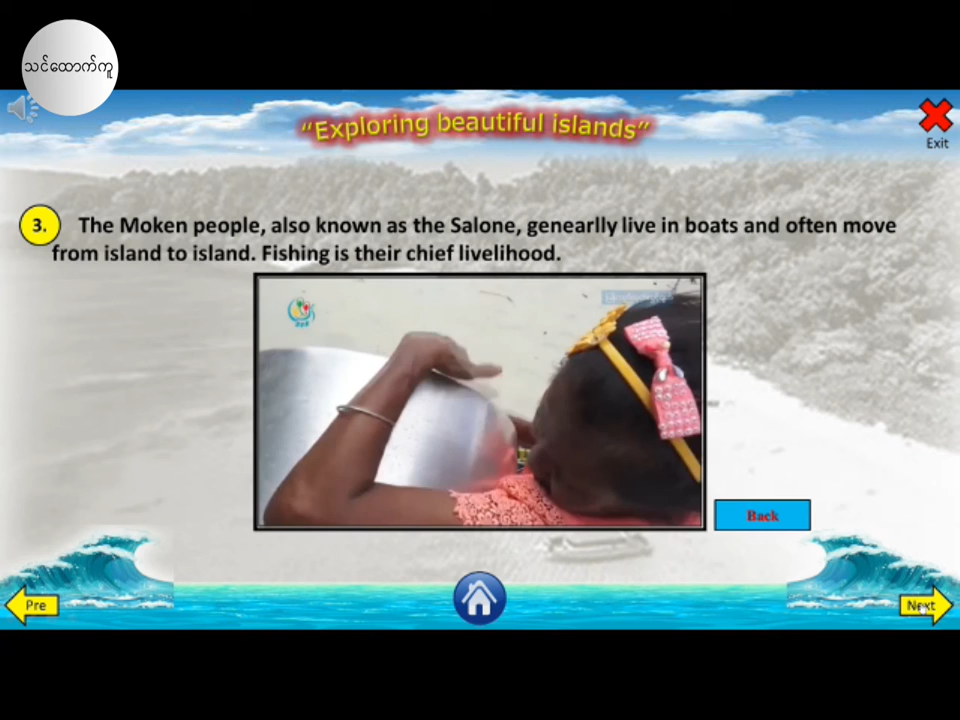 သင်ထောက်ကူ
"Exploring beautiful islands"
Exit
3. The Moken people, also known as the Salone, genearlly live in boats and often move
from island to island. Fishing is their chief livelihood.
Back
Pre
Next